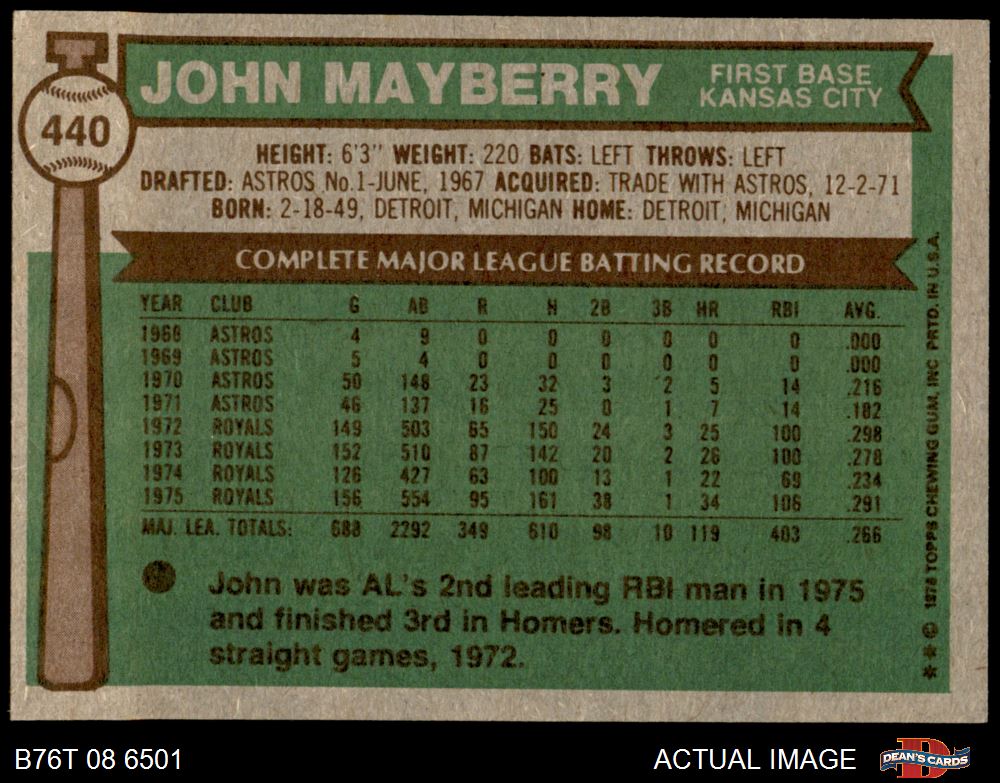 T
440
JOHN MAYBERRY
FIRST BASE
KANSAS CITY
HEIGHT: 6'3" WEIGHT: 220 BATS: LEFT THROWS: LEFT
DRAFTED: ASTROS No.1-JUNE, 1967 ACQUIRED: TRADE WITH ASTROS, 12-2-71
BORN: 2-18-49, DETROIT, MICHIGAN HOME: DETROIT, MICHIGAN
COMPLETE MAJOR LEAGUE BATTING RECORD
YEAR CLUB G AB R H 2B 3B HR RBI AVG.
1968 ASTROS 4 9 0 0 0 0 0 0 .000
1969 ASTROS 5 4 0 0 0 0 0 0 .000
1970 ASTROS 50 148 23 32 3 2 5 14 .216
1971 ASTROS 46 137 16 25 0 1 7 14 .182
1972 ROYALS 149 503 65 150 24 3 25 100 .298
1973 ROYALS 152 510 87 142 20 2 26 100 .278
1974 ROYALS 126 427 63 100 13 1 22 69 .234
1975 ROYALS 156 554 95 161 38 1 34 106 .291
MAJ. LEA. TOTALS: 688 2292 349 610 98 10 119 403 .266
John was AL's 2nd leading RBI man in 1975
and finished 3rd in Homers. Homered in 4
straight games, 1972.
** © 1976 TOPPS CHEWING GUM, INC PRTD. IN U.S.A.
B76T 08 6501
ACTUAL IMAGE
DEAN'S CARDS